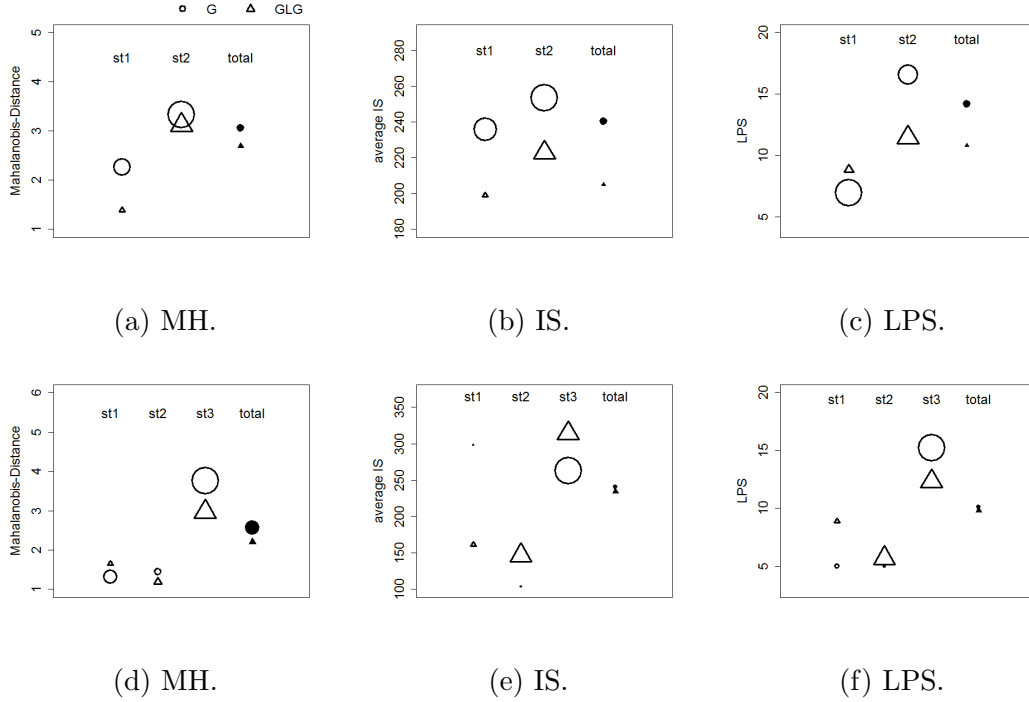 G GLG
Mahalanobis-Distance
5
4
3
2
1
st1 st2 total
average IS
280
260
240
220
200
180
st1 st2 total
LPS
20
15
10
5
st1 st2 total
(a) MH. (b) IS. (c) LPS.
Mahalanobis-Distance
6
5
4
3
2
1
st1 st2 st3 total
average IS
350
300
250
200
150
100
st1 st2 st3 total
LPS
20
15
10
5
st1 st2 st3 total
(d) MH. (e) IS. (f) LPS.